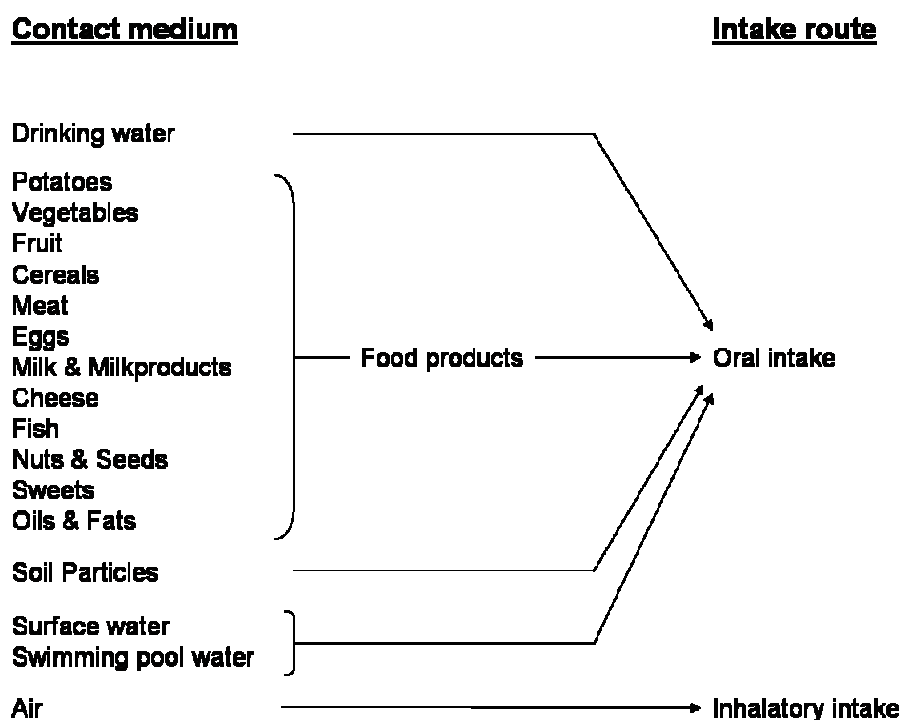 Contact medium
Intake route
Drinking water
Potatoes
Vegetables
Fruit
Cereals
Meat
Eggs
Milk & Milkproducts
Cheese
Fish
Nuts & Seeds
Sweets
Oils & Fats
Food products
Oral intake
Soil Particles
Surface water
Swimming pool water
Air
Inhalatory intake